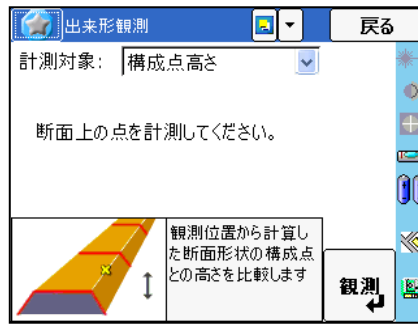 出来形観測
戻る
計測対象: 構成点高さ
断面上の点を計測してください。
観測位置から計算し
た断面形状の構成点
との高さを比較します
観測